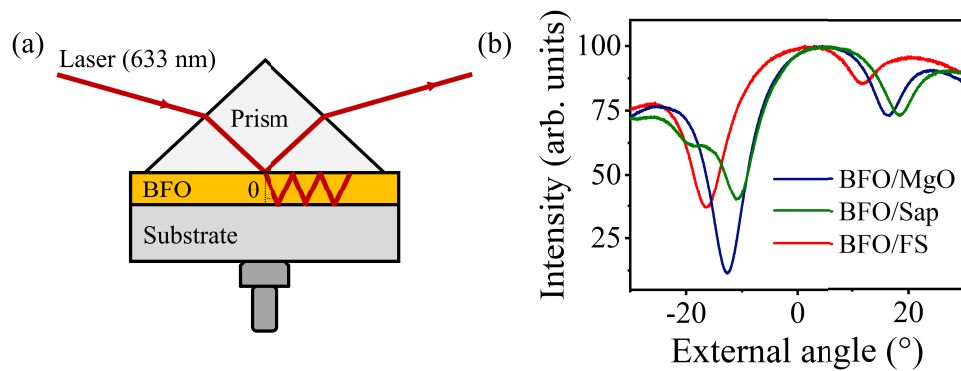 (a)
Laser (633 nm)
Prism
BFO
θ
Substrate
(b)
Intensity (arb. units)
100
75
50
25
BFO/MgO
BFO/Sap
BFO/FS
-20
0
20
External angle (°)